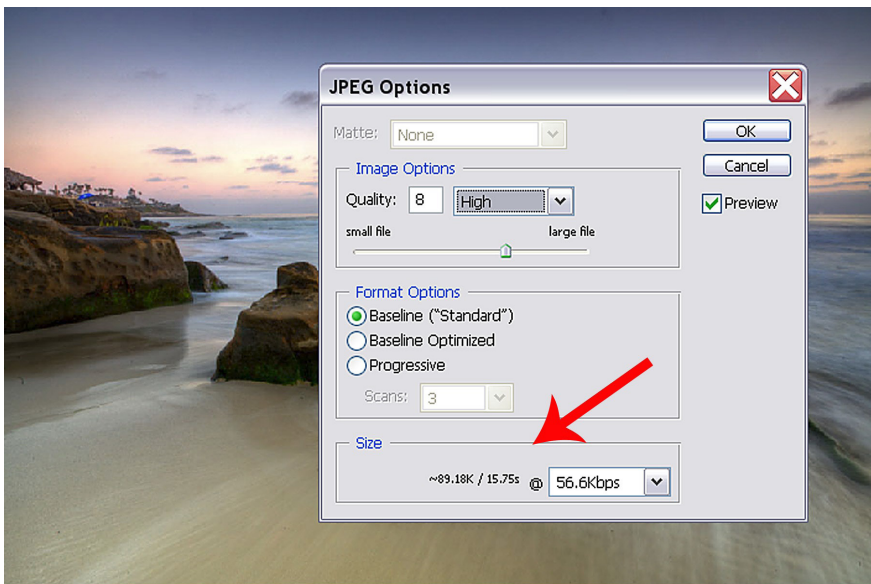 JPEG Options
Matte: None
OK
Image Options
Cancel
Quality: 8 High
Preview
small file large file
Format Options
Baseline ("Standard")
Baseline Optimized
Progressive
Scans: 3
Size
~89.18K / 15.75s @ 56.6Kbps